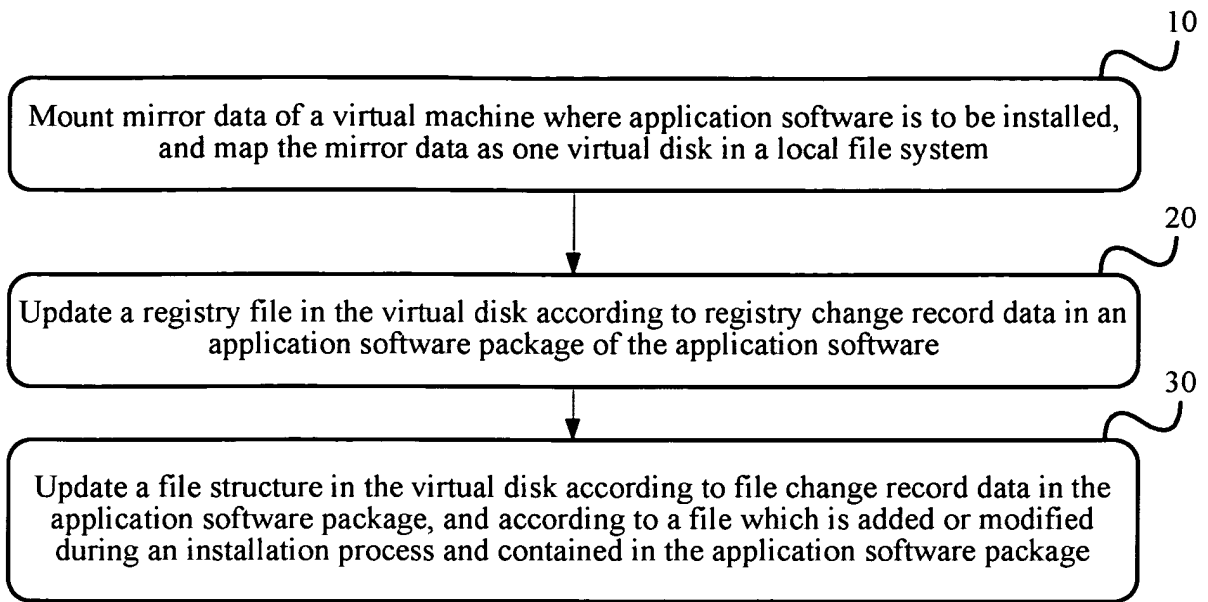 10
Mount mirror data of a virtual machine where application software is to be installed,
and map the mirror data as one virtual disk in a local file system
20
Update a registry file in the virtual disk according to registry change record data in an
application software package of the application software
30
Update a file structure in the virtual disk according to file change record data in the
application software package, and according to a file which is added or modified
during an installation process and contained in the application software package